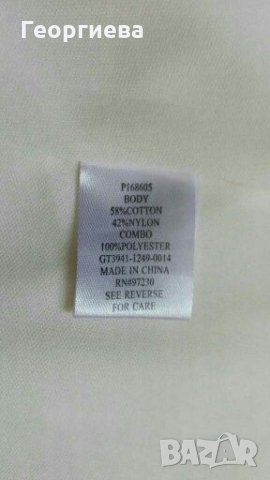 Георгиева
P168605
BODY
58%COTTON
42%NYLON
COMBO
100%POLYESTER
GT3941-1249-0014
MADE IN CHINA
RN#97230
SEE REVERSE
FOR CARE
BAZAR